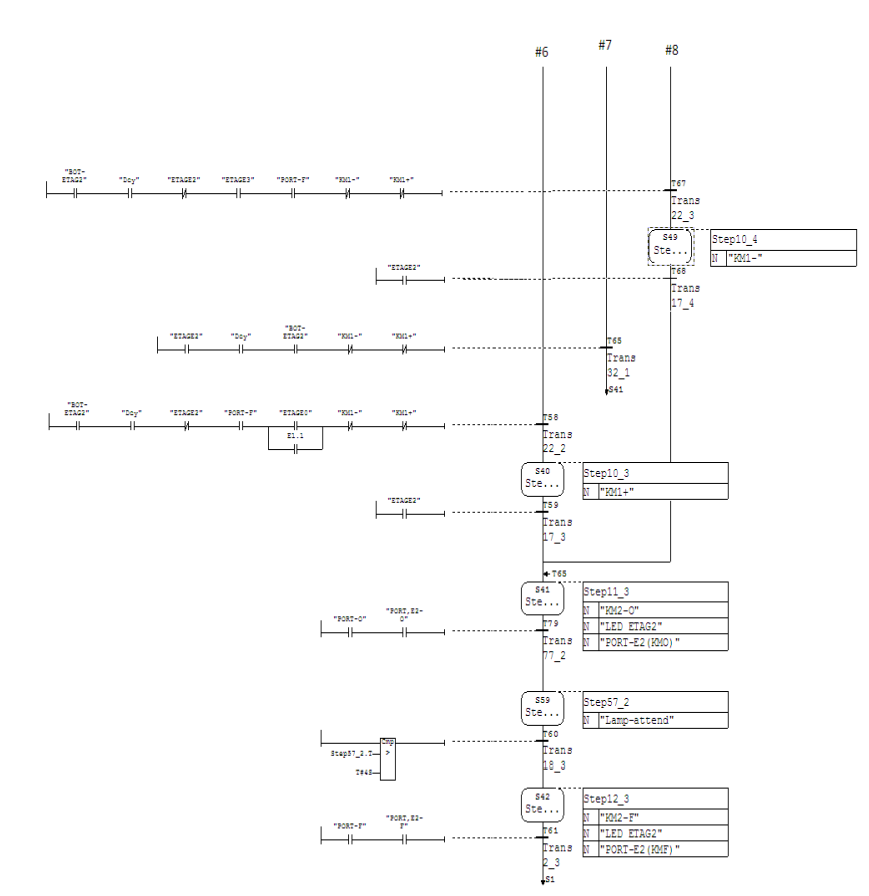 #6 #7 #8
"BOT-ETAG2" "Dcy" "ETAGE2" "ETAGE3" "PORT-F" "KM1-" "KM1+"
T67
Trans
22_3
S49
Ste...
Step10_4
N "KM1-"
"ETAGE2"
T68
Trans
17_4
"ETAGE2" "Dcy" "BOT-ETAG2" "KM1-" "KM1+"
T65
Trans
32_1
S41
"BOT-ETAG2" "Dcy" "ETAGE2" "PORT-F" "ETAGE0" "KM1-" "KM1+"
E1.1
T58
Trans
22_2
S40
Ste...
Step10_3
N "KM1+"
"ETAGE2"
T59
Trans
17_3
T65
S41
Ste...
Step11_3
N "KM2-O"
N "LED ETAG2"
N "PORT-E2(KMO)"
"PORT-O" "PORT,E2-O"
T79
Trans
77_2
S59
Ste...
Step57_2
N "Lamp-attend"
Cmp
Step57_2.T
>
T#4S
T60
Trans
18_3
S42
Ste...
Step12_3
N "KM2-F"
N "LED ETAG2"
N "PORT-E2(KMF)"
"PORT-F" "PORT,E2-F"
T61
Trans
2_3
S1